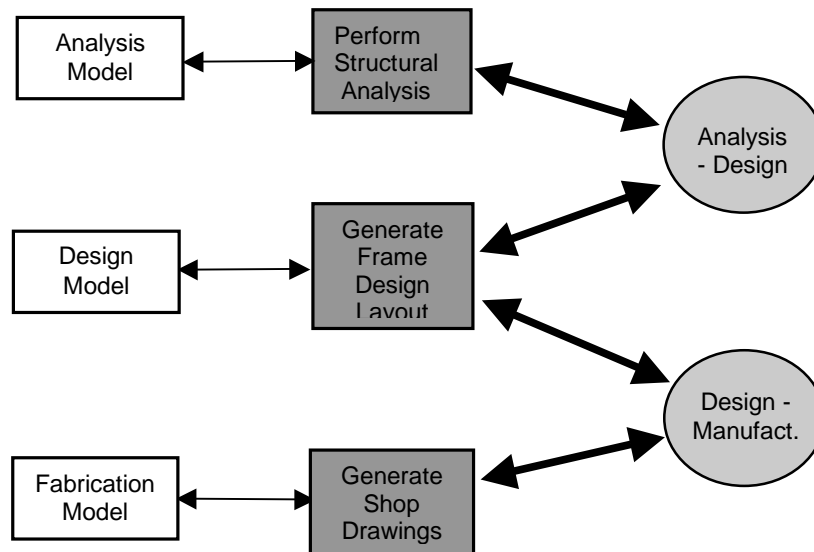 Analysis
Model
Perform
Structural
Analysis
Analysis
- Design
Design
Model
Generate
Frame
Design
Layout
Design -
Manufact.
Fabrication
Model
Generate
Shop
Drawings